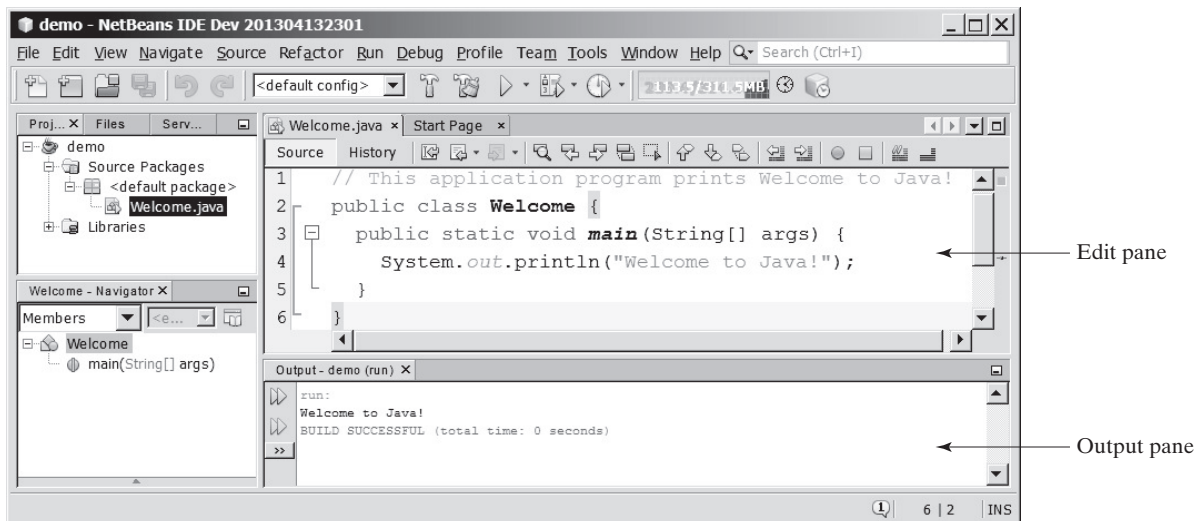 demo - NetBeans IDE Dev 201304132301
File Edit View Navigate Source Refactor Run Debug Profile Team Tools Window Help Search (Ctrl+I)
<default config>
Proj... Files Serv...
demo
Source Packages
<default package>
Welcome.java
Libraries
Welcome - Navigator
Members <e...
Welcome
main(String[] args)
Welcome.java Start Page
Source History
1 // This application program prints Welcome to Java!
2 public class Welcome {
3 public static void main(String[] args) {
4 System.out.println("Welcome to Java!");
5 }
6 }
Output - demo (run)
run:
Welcome to Java!
BUILD SUCCESSFUL (total time: 0 seconds)
Edit pane
Output pane
1 6 | 2 INS